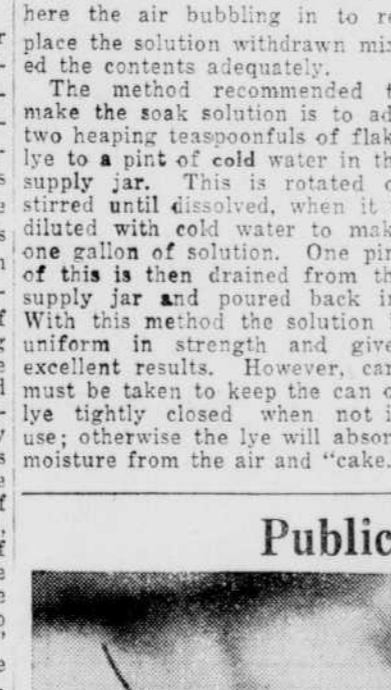 here the air bubbling in to re
place the solution withdrawn mix
ed the contents adequately.
The method recommended t
make the soak solution is to ad
two heaping teaspoonfuls of flak
lye to a pint of cold water in th
supply jar. This is rotated o
stirred until dissolved, when it i
diluted with cold water to mak
one gallon of solution. One pin
of this is then drained from th
supply jar and poured back in
With this method the solution i
uniform in strength and give
excellent results. However, car
must be taken to keep the can o
lye tightly closed when not i
use; otherwise the lye will absor
moisture from the air and “cake.
Public